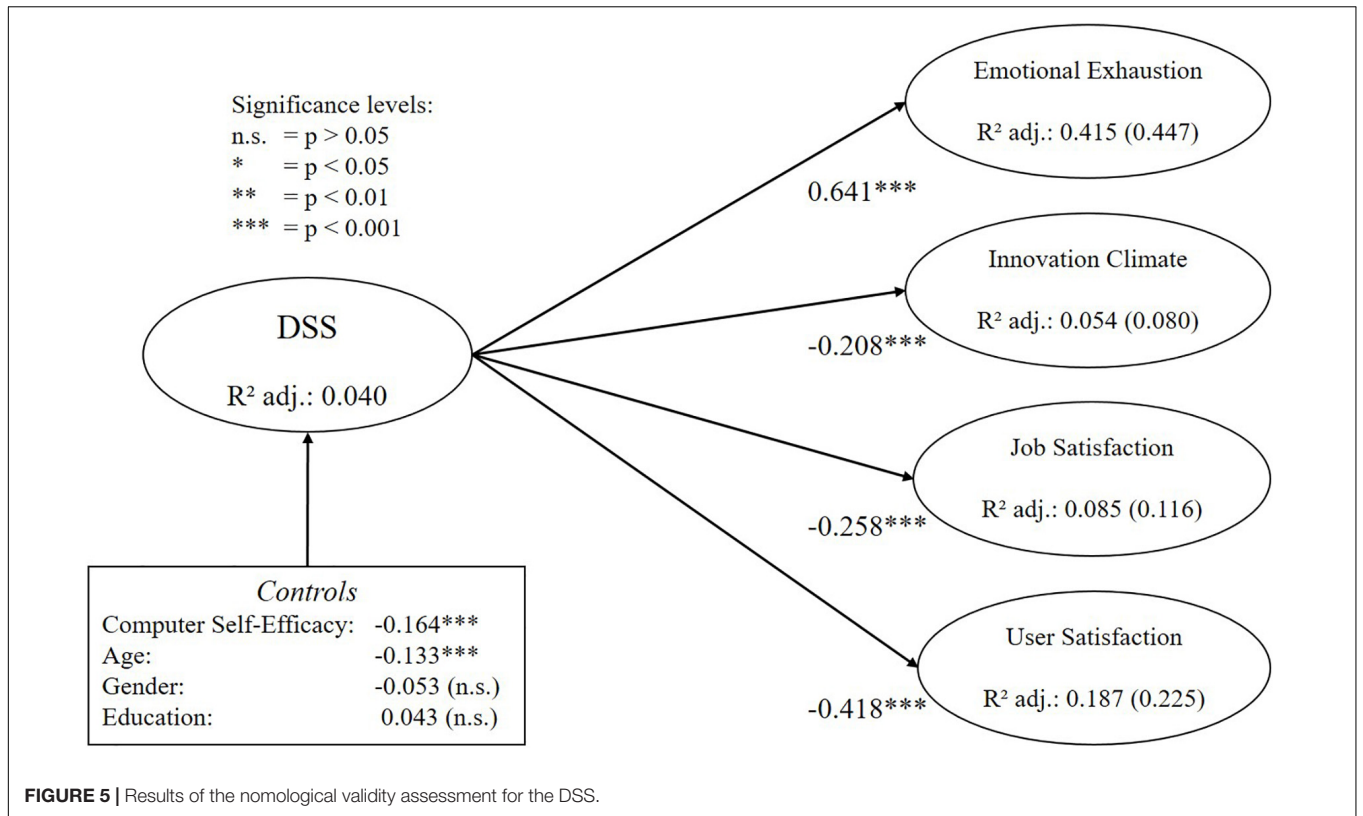 Significance levels:
n.s. = p > 0.05
* = p < 0.05
** = p < 0.01
*** = p < 0.001
DSS
R² adj.: 0.040
Controls
Computer Self-Efficacy: -0.164***
Age: -0.133***
Gender: -0.053 (n.s.)
Education: 0.043 (n.s.)
0.641***
-0.208***
-0.258***
-0.418***
Emotional Exhaustion
R² adj.: 0.415 (0.447)
Innovation Climate
R² adj.: 0.054 (0.080)
Job Satisfaction
R² adj.: 0.085 (0.116)
User Satisfaction
R² adj.: 0.187 (0.225)
FIGURE 5 | Results of the nomological validity assessment for the DSS.